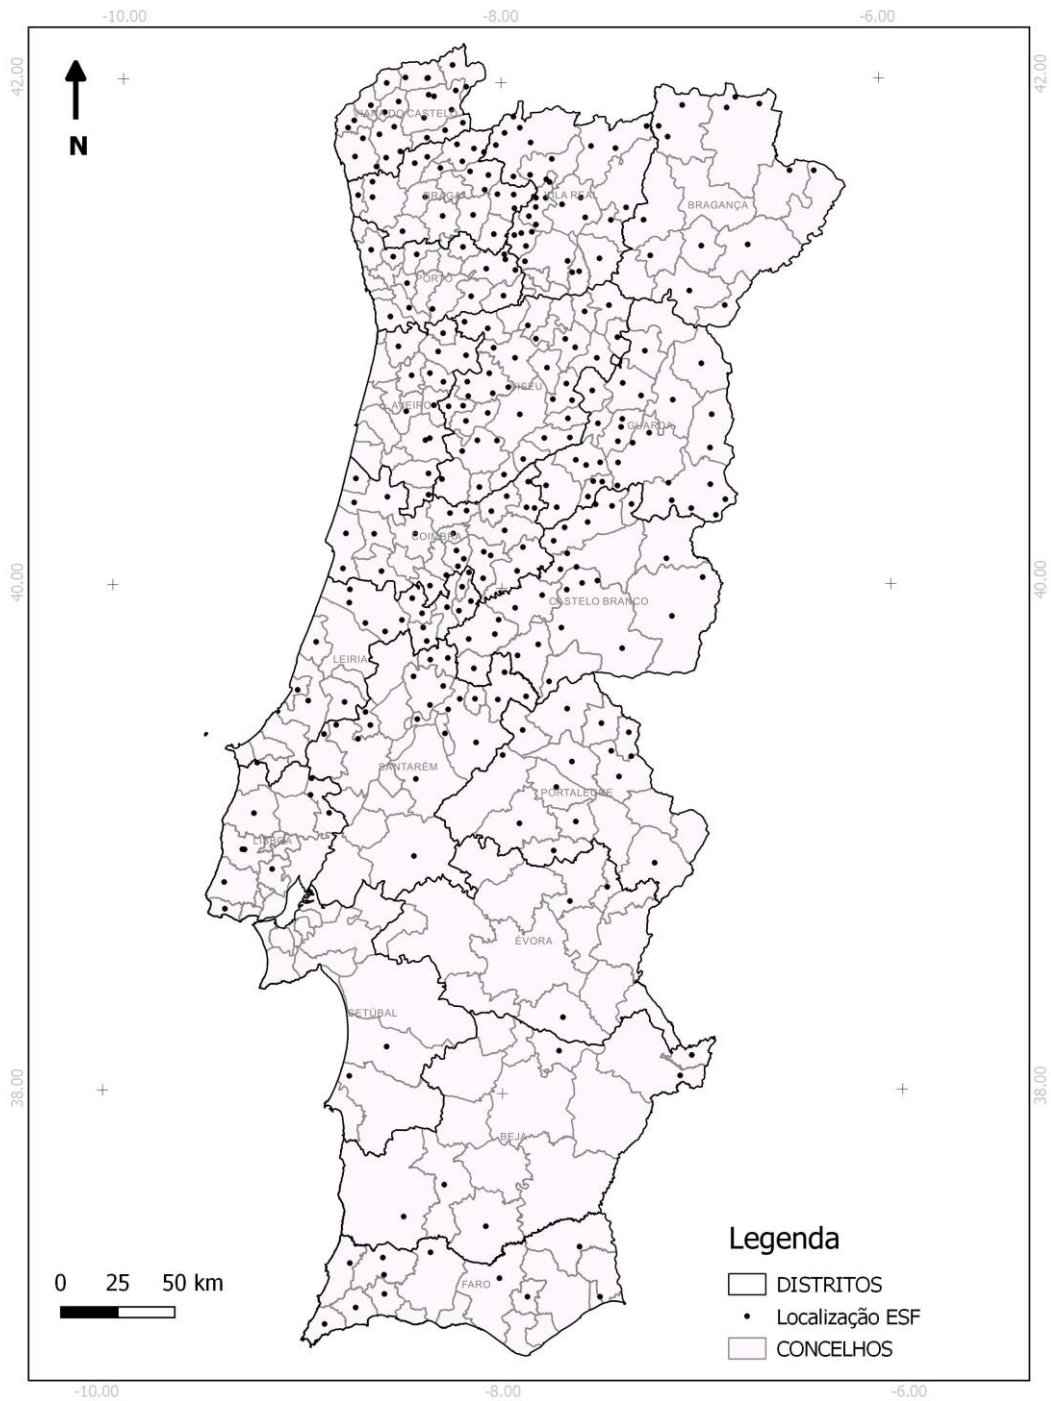 -10.00 -8.00 -6.00
42.00 42.00
N
VIANA DO CASTELO
BRAGA VILA REAL
BRAGANÇA
PORTO
VISEU
AVEIRO
GUARDA
COIMBRA
40.00 40.00
CASTELO BRANCO
LEIRIA
SANTARÉM
PORTALEGRE
LISBOA
ÉVORA
SETÚBAL
38.00 38.00
BEJA
Legenda
0 25 50 km
FARO
DISTRITOS
Localização ESF
CONCELHOS
-10.00 -8.00 -6.00